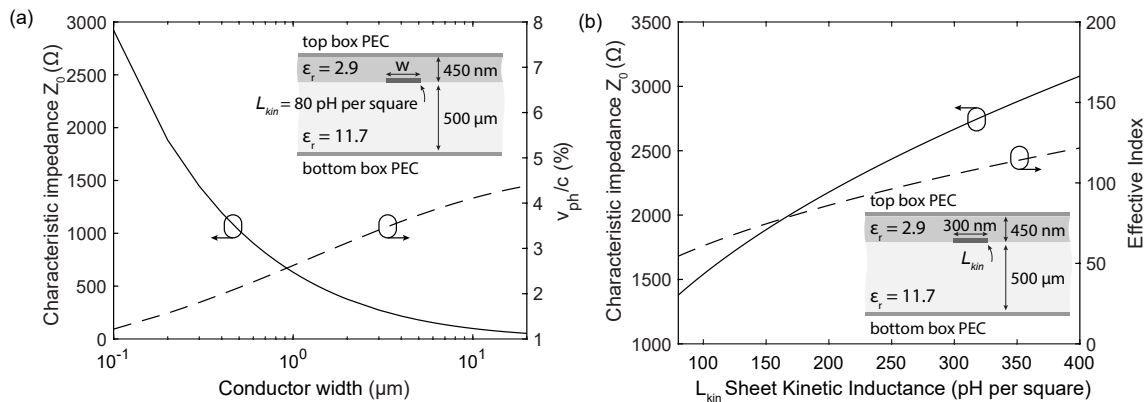 (a)
3000
2500
2000
1500
1000
500
0
Characteristic impedance Z₀ (Ω)
10⁻¹
10⁰
10¹
Conductor width (µm)
8
7
6
5
4
3
2
1
v_ph/c (%)
top box PEC
εr = 2.9
w
450 nm
Lkin = 80 pH per square
500 µm
εr = 11.7
bottom box PEC
(b)
3500
3000
2500
2000
1500
1000
Characteristic impedance Z₀ (Ω)
100
150
200
250
300
350
400
Lkin Sheet Kinetic Inductance (pH per square)
200
150
100
50
0
Effective Index
top box PEC
εr = 2.9
300 nm
450 nm
Lkin
500 µm
εr = 11.7
bottom box PEC